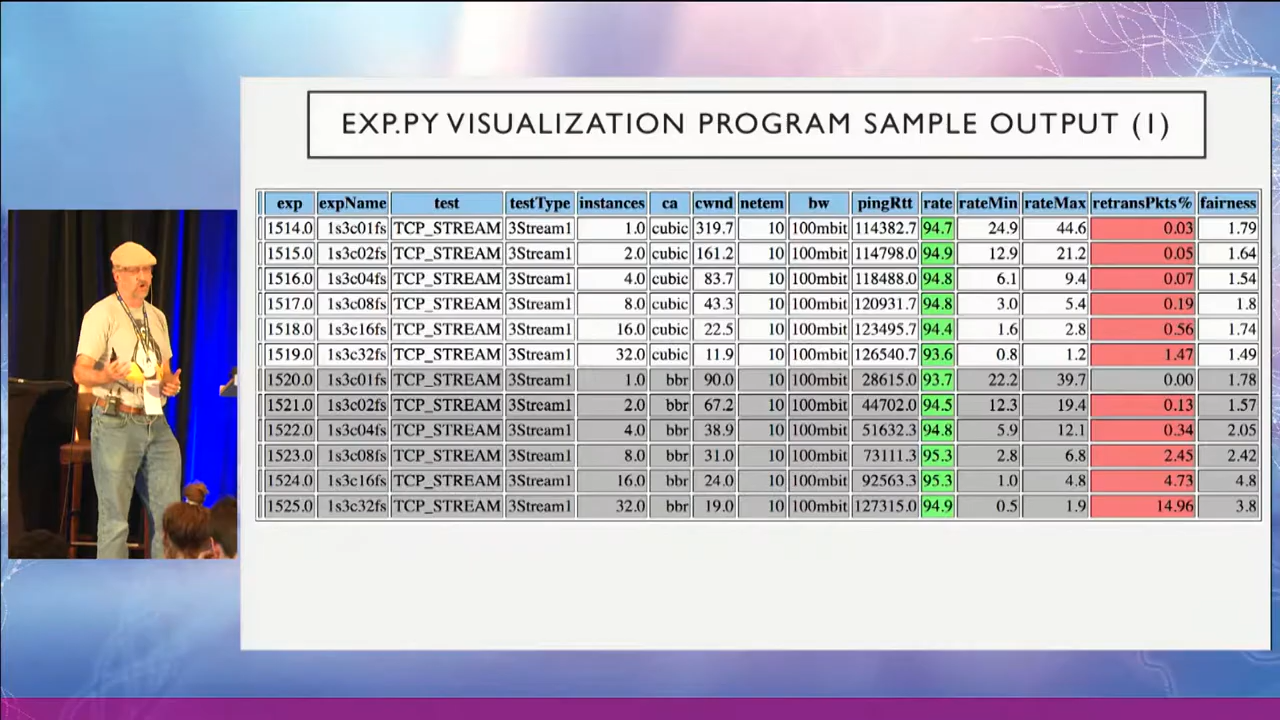 EXP.PY VISUALIZATION PROGRAM SAMPLE OUTPUT (1)
exp expName test testType instances ca cwnd netem bw pingRtt rate rateMin rateMax retransPkts% fairness
1514.0 1s3c01fs TCP_STREAM 3Stream1 1.0 cubic 319.7 10 100mbit 114382.7 94.7 24.9 44.6 0.03 1.79
1515.0 1s3c02fs TCP_STREAM 3Stream1 2.0 cubic 161.2 10 100mbit 114798.0 94.9 12.9 21.2 0.05 1.64
1516.0 1s3c04fs TCP_STREAM 3Stream1 4.0 cubic 83.7 10 100mbit 118488.0 94.8 6.1 9.4 0.07 1.54
1517.0 1s3c08fs TCP_STREAM 3Stream1 8.0 cubic 43.3 10 100mbit 120931.7 94.8 3.0 5.4 0.19 1.8
1518.0 1s3c16fs TCP_STREAM 3Stream1 16.0 cubic 22.5 10 100mbit 123495.7 94.4 1.6 2.8 0.56 1.74
1519.0 1s3c32fs TCP_STREAM 3Stream1 32.0 cubic 11.9 10 100mbit 126540.7 93.6 0.8 1.2 1.47 1.49
1520.0 1s3c01fs TCP_STREAM 3Stream1 1.0 bbr 90.0 10 100mbit 28615.0 93.7 22.2 39.7 0.00 1.78
1521.0 1s3c02fs TCP_STREAM 3Stream1 2.0 bbr 67.2 10 100mbit 44702.0 94.5 12.3 19.4 0.13 1.57
1522.0 1s3c04fs TCP_STREAM 3Stream1 4.0 bbr 38.9 10 100mbit 51632.3 94.8 5.9 12.1 0.34 2.05
1523.0 1s3c08fs TCP_STREAM 3Stream1 8.0 bbr 31.0 10 100mbit 73111.3 95.3 2.8 6.8 2.45 2.42
1524.0 1s3c16fs TCP_STREAM 3Stream1 16.0 bbr 24.0 10 100mbit 92563.3 95.3 1.0 4.8 4.73 4.8
1525.0 1s3c32fs TCP_STREAM 3Stream1 32.0 bbr 19.0 10 100mbit 127315.0 94.9 0.5 1.9 14.96 3.8